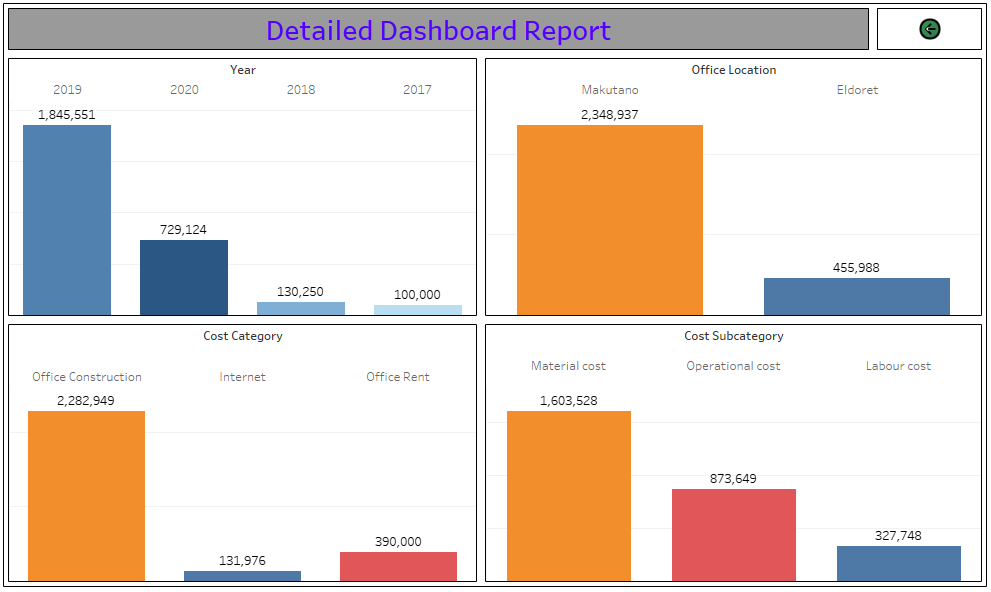 Detailed Dashboard Report
Year
2019 2020 2018 2017
1,845,551
729,124
130,250
100,000
Office Location
Makutano Eldoret
2,348,937
455,988
Cost Category
Office Construction Internet Office Rent
2,282,949
131,976
390,000
Cost Subcategory
Material cost Operational cost Labour cost
1,603,528
873,649
327,748